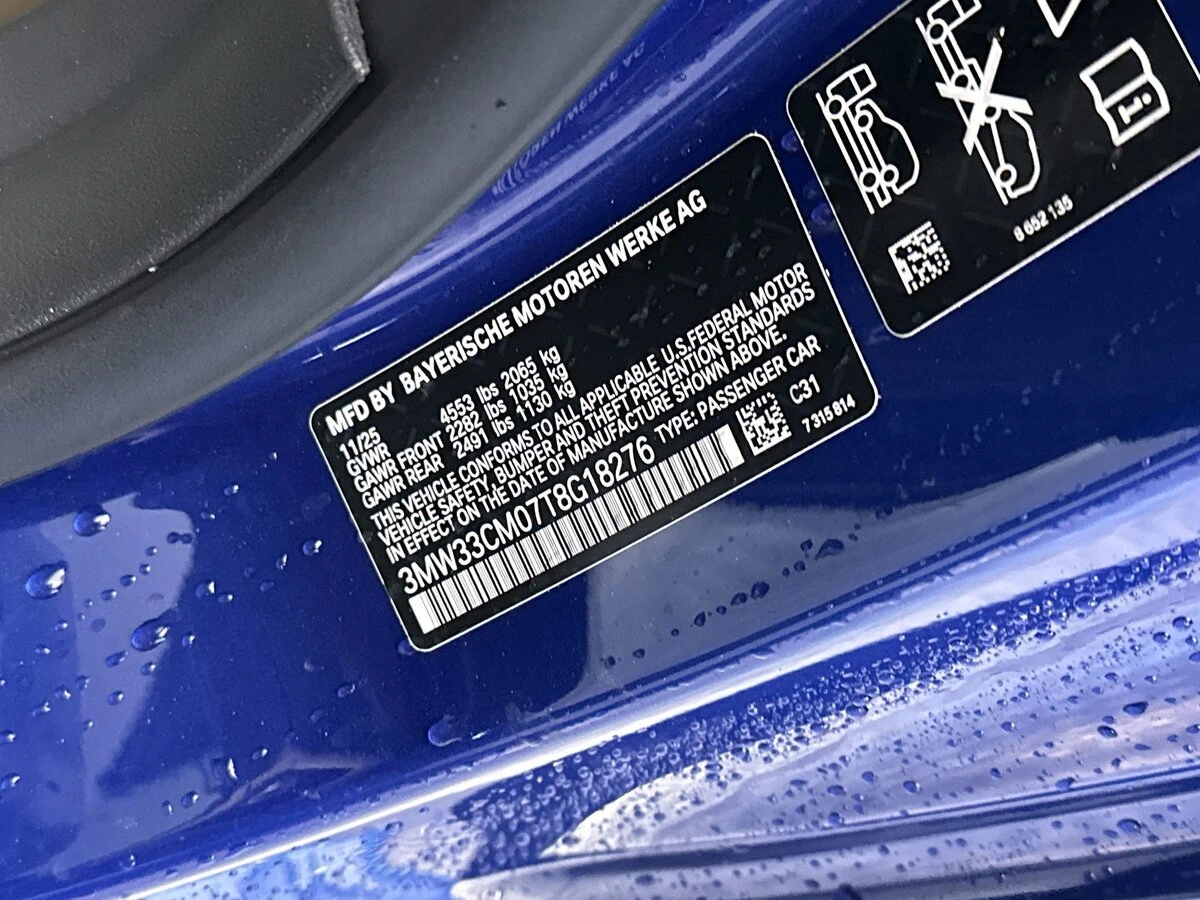 MFD BY BAYERISCHE MOTOREN WERKE AG
11/25
GVWR 4553 lbs 2065 kg
GAWR FRONT 2282 lbs 1035 kg
GAWR REAR 2491 lbs 1130 kg
THIS VEHICLE CONFORMS TO ALL APPLICABLE U.S.FEDERAL MOTOR
VEHICLE SAFETY, BUMPER AND THEFT PREVENTION STANDARDS
IN EFFECT ON THE DATE OF MANUFACTURE SHOWN ABOVE.
3MW33CM07T8G18276 TYPE: PASSENGER CAR
C31
7 315 814
i
8 652 135